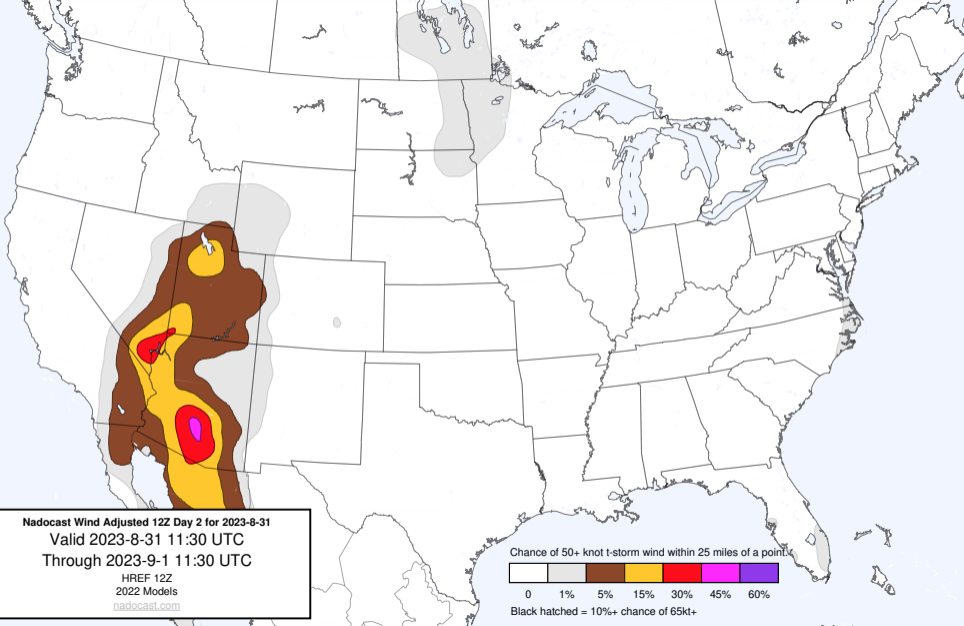 Nadocast Wind Adjusted 12Z Day 2 for 2023-8-31
Valid 2023-8-31 11:30 UTC
Through 2023-9-1 11:30 UTC
HREF 12Z
2022 Models
nadocast.com
Chance of 50+ knot t-storm wind within 25 miles of a point.
0 1% 5% 15% 30% 45% 60%
Black hatched = 10%+ chance of 65kt+